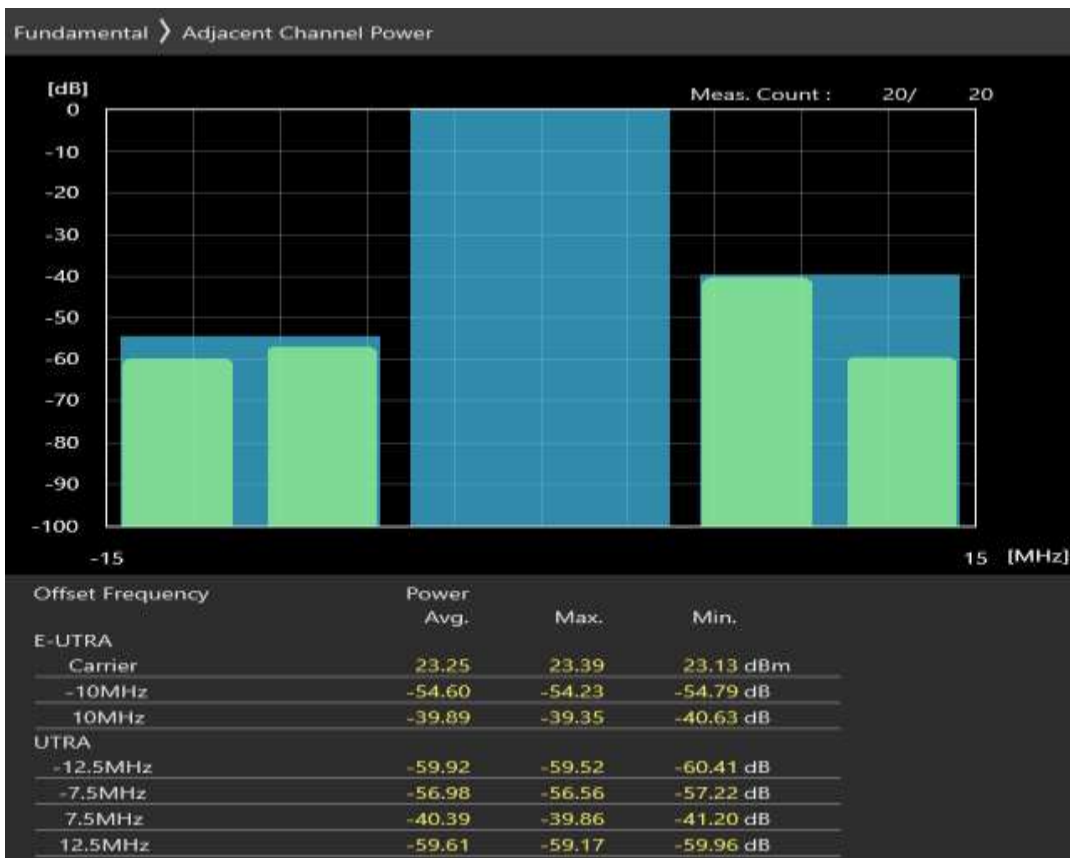 Fundamental ❯ Adjacent Channel Power
[dB]
Meas. Count : 20/ 20
0
-10
-20
-30
-40
-50
-60
-70
-80
-90
-100
-15 15 [MHz]
Offset Frequency Power
Avg. Max. Min.
E-UTRA
Carrier 23.25 23.39 23.13 dBm
-10MHz -54.60 -54.23 -54.79 dB
10MHz -39.89 -39.35 -40.63 dB
UTRA
-12.5MHz -59.92 -59.52 -60.41 dB
-7.5MHz -56.98 -56.56 -57.22 dB
7.5MHz -40.39 -39.86 -41.20 dB
12.5MHz -59.61 -59.17 -59.96 dB